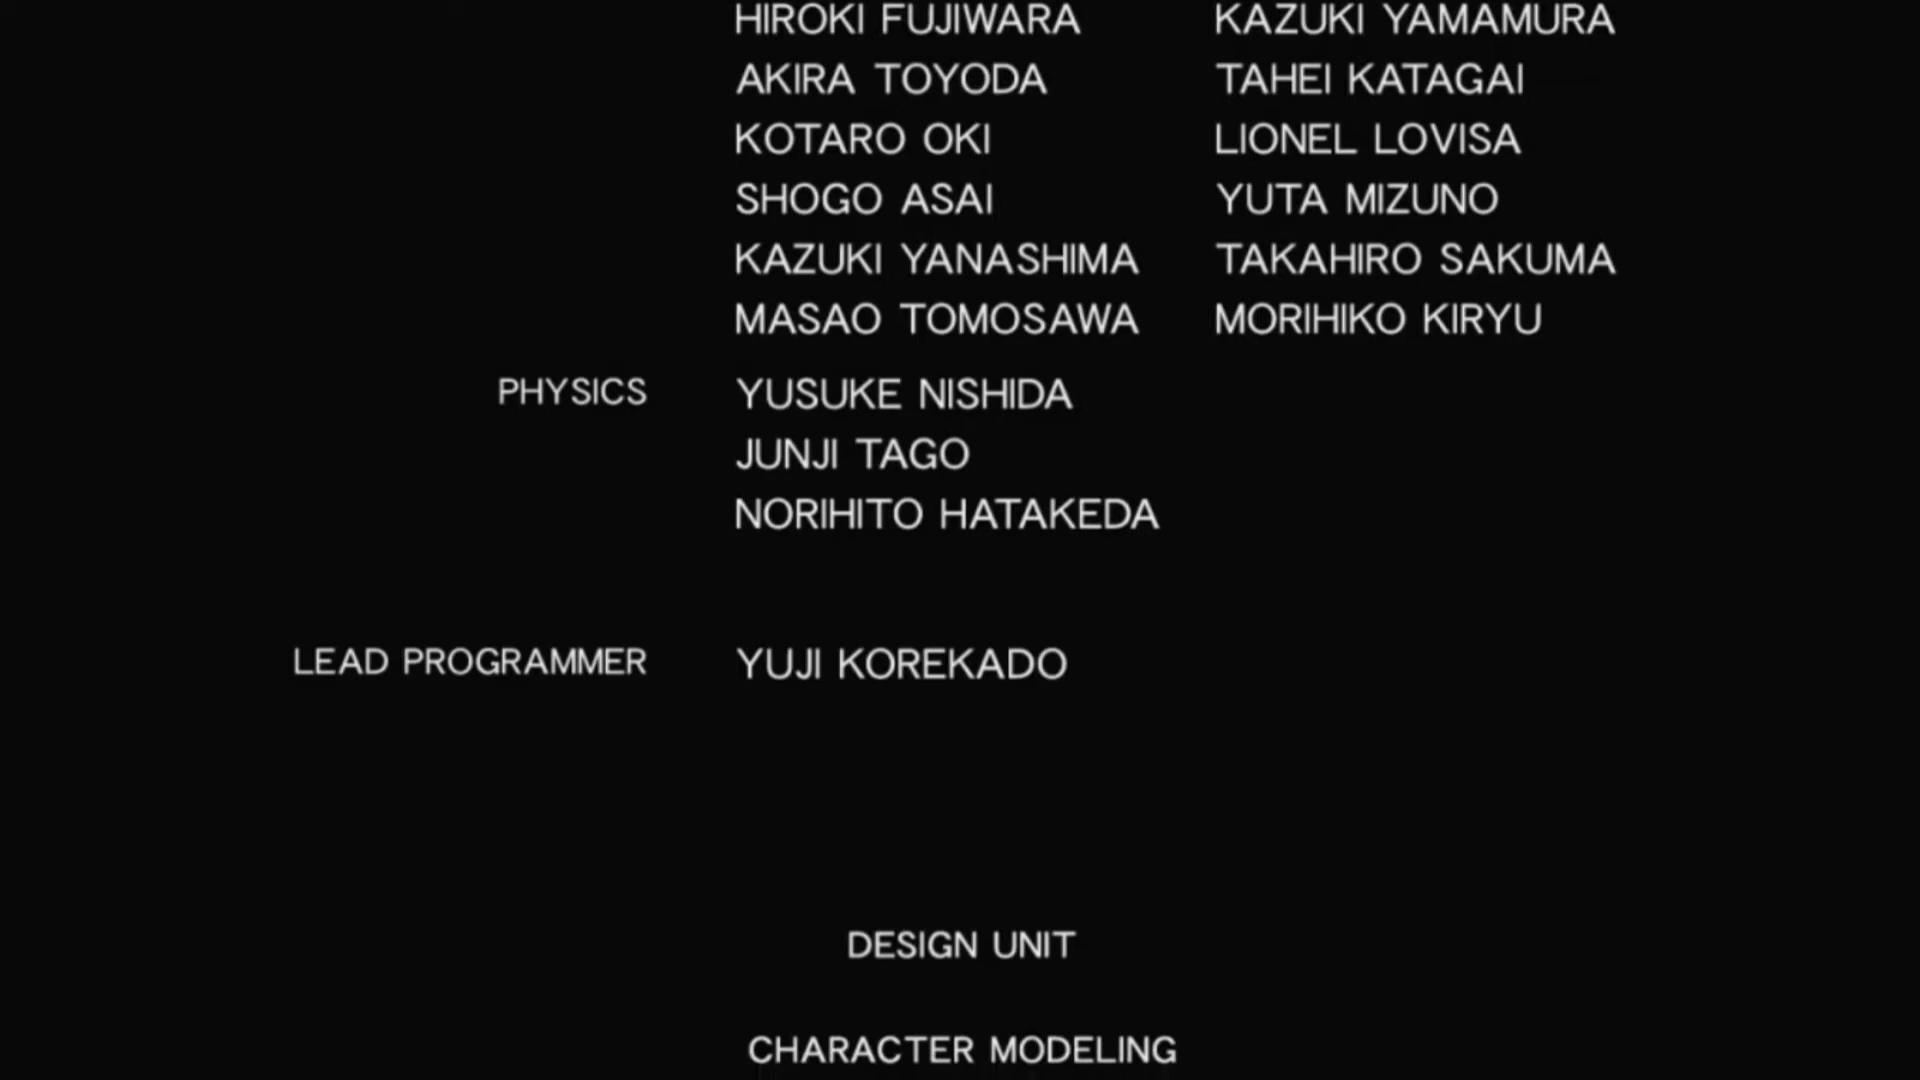 HIROKI FUJIWARA KAZUKI YAMAMURA
AKIRA TOYODA TAHEI KATAGAI
KOTARO OKI LIONEL LOVISA
SHOGO ASAI YUTA MIZUNO
KAZUKI YANASHIMA TAKAHIRO SAKUMA
MASAO TOMOSAWA MORIHIKO KIRYU
PHYSICS YUSUKE NISHIDA
JUNJI TAGO
NORIHITO HATAKEDA
LEAD PROGRAMMER YUJI KOREKADO
DESIGN UNIT
CHARACTER MODELING